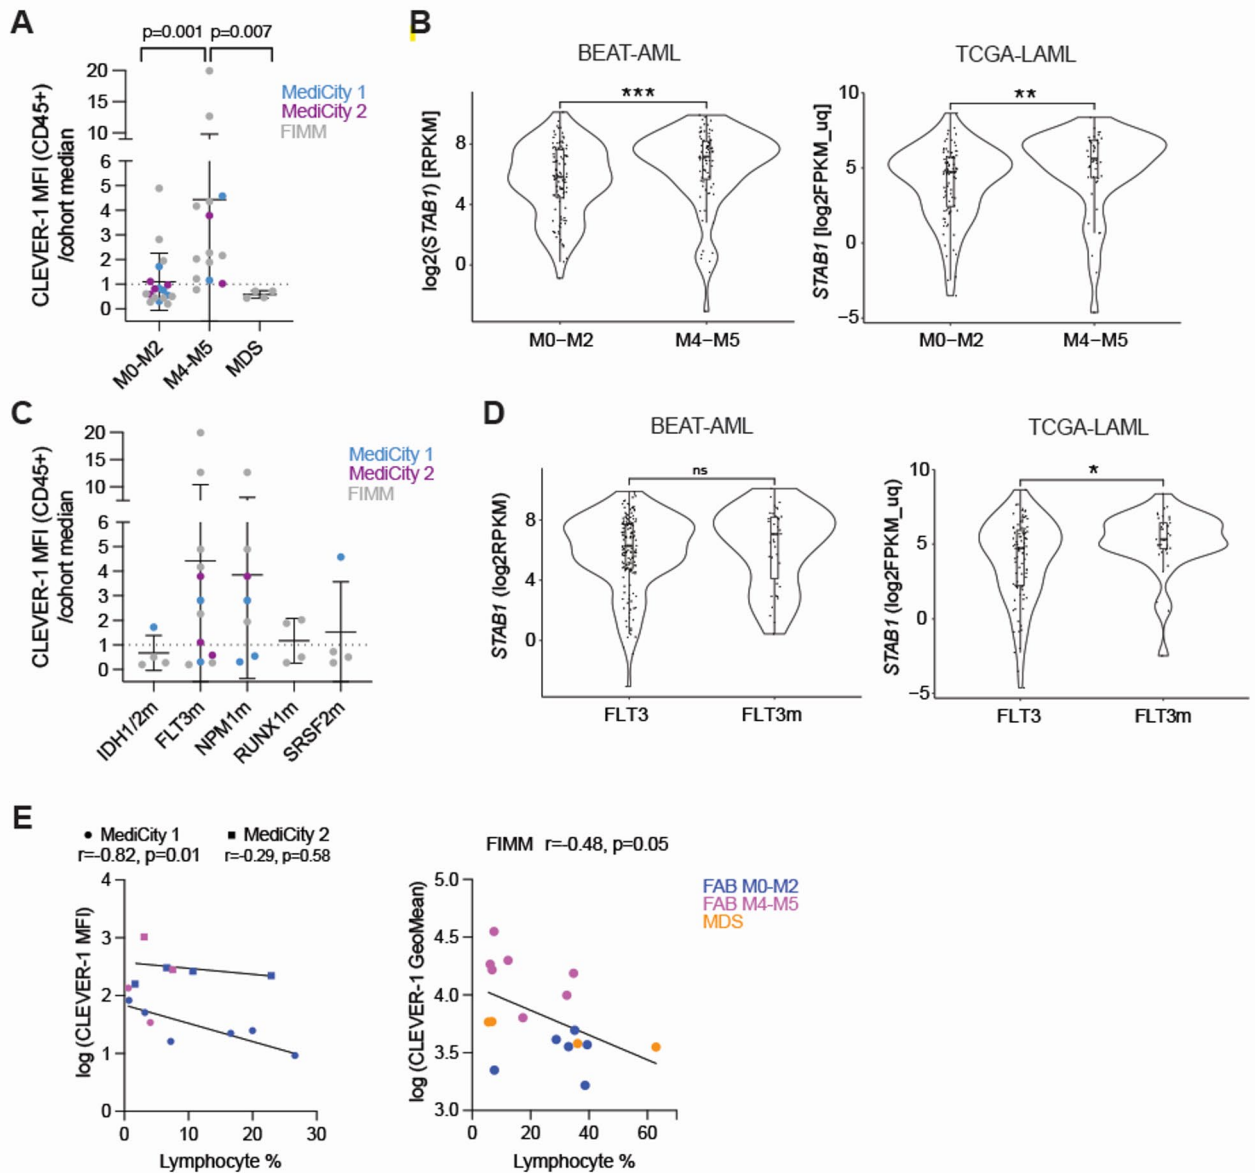 A
p=0.001 p=0.007
CLEVER-1 MFI (CD45+)
/cohort median
20
15
10
6
5
4
3
2
1
0
MediCity 1
MediCity 2
FIMM
M0-M2
M4-M5
MDS
B
BEAT-AML
***
log2(STAB1) [RPKM]
8
4
0
M0−M2
M4−M5
TCGA-LAML
**
STAB1 [log2FPKM_uq]
10
5
0
−5
M0−M2
M4−M5
C
CLEVER-1 MFI (CD45+)
/cohort median
20
15
10
6
5
4
3
2
1
0
MediCity 1
MediCity 2
FIMM
IDH1/2m
FLT3m
NPM1m
RUNX1m
SRSF2m
D
BEAT-AML
ns
STAB1 (log2RPKM)
8
4
0
FLT3
FLT3m
TCGA-LAML
*
STAB1 (log2FPKM_uq)
10
5
0
−5
FLT3
FLT3m
E
MediCity 1
r=-0.82, p=0.01
MediCity 2
r=-0.29, p=0.58
log (CLEVER-1 MFI)
4
3
2
1
0
0 10 20 30
Lymphocyte %
FIMM r=-0.48, p=0.05
log (CLEVER-1 GeoMean)
5.0
4.5
4.0
3.5
3.0
0 20 40 60
Lymphocyte %
FAB M0-M2
FAB M4-M5
MDS